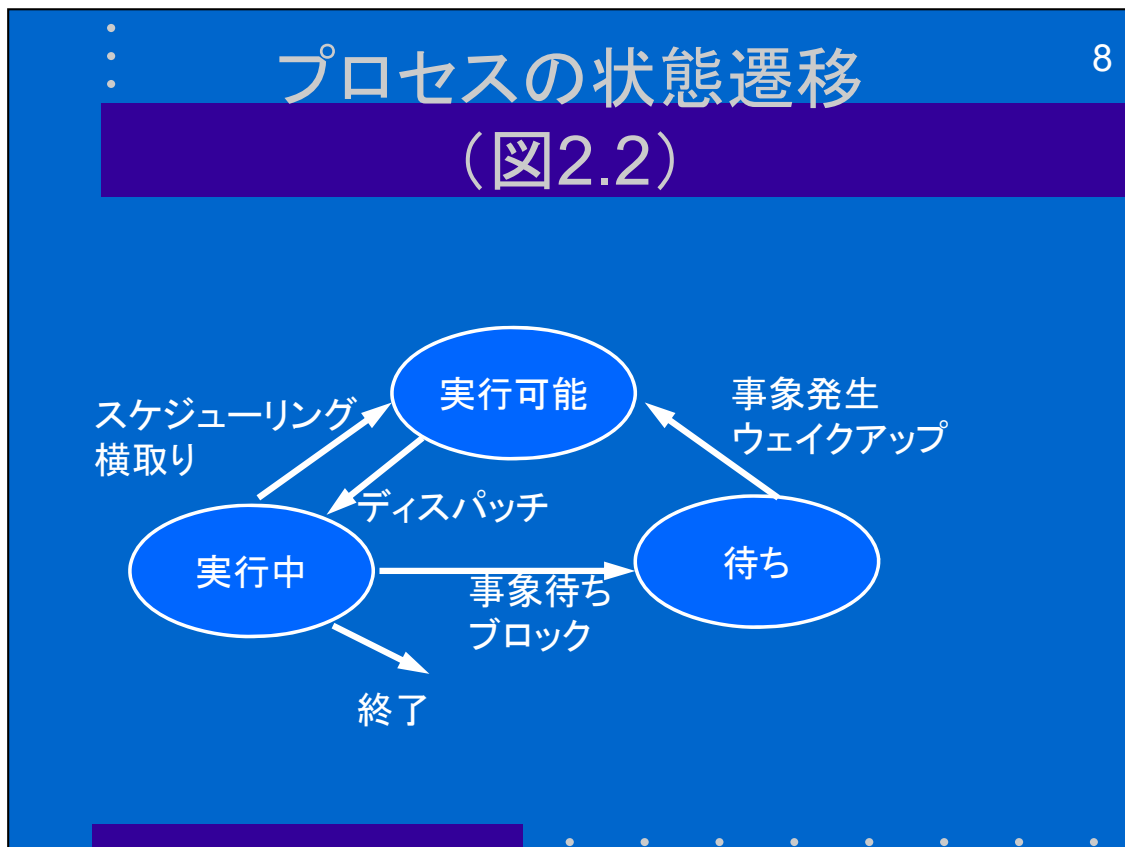 プロセスの状態遷移
（図2.2）
8
実行可能
スケジューリング
横取り
事象発生
ウェイクアップ
ディスパッチ
実行中
待ち
事象待ち
ブロック
終了